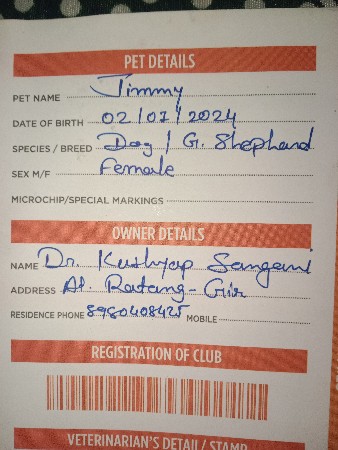 PET DETAILS
PET NAME Jimmy
DATE OF BIRTH 02/07/2024
SPECIES / BREED Dog / G. Shephard
SEX M/F Female
MICROCHIP/SPECIAL MARKINGS
OWNER DETAILS
NAME Dr. Kashyap Sangani
ADDRESS At. Ratang-Gir
RESIDENCE PHONE 8980408425 MOBILE
REGISTRATION OF CLUB
VETERINARIAN'S DETAIL / STAMP